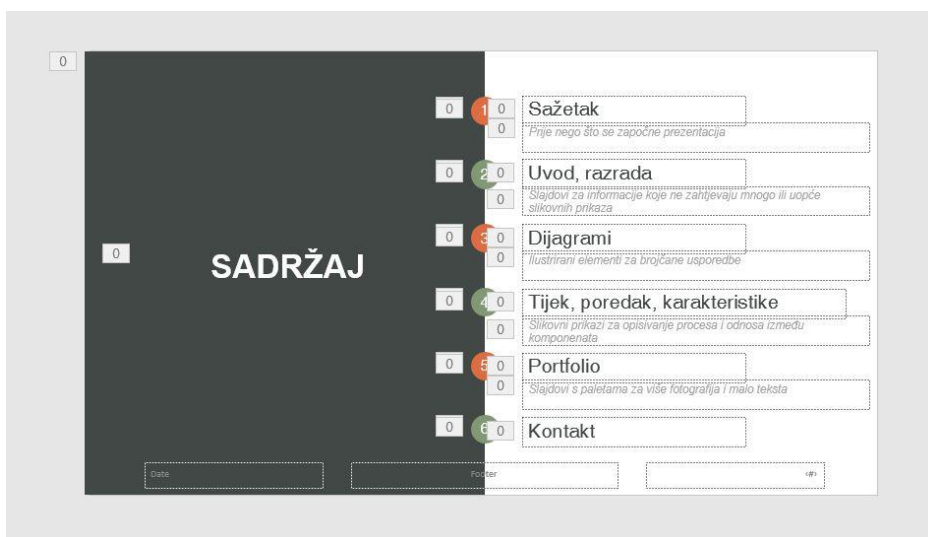 0
0
SADRŽAJ
0 1 0 Sažetak
0 Prije nego što se započne prezentacija
0 2 0 Uvod, razrada
0 Slajdovi za informacije koje ne zahtjevaju mnogo ili uopće
slikovnih prikaza
0 3 0 Dijagrami
0 Ilustrirani elementi za brojčane usporedbe
0 4 0 Tijek, poredak, karakteristike
0 Slikovni prikazi za opisivanje procesa i odnosa između
komponenata
0 5 0 Portfolio
0 Slajdovi s paletama za više fotografija i malo teksta
0 6 0 Kontakt
Date Footer ‹#›